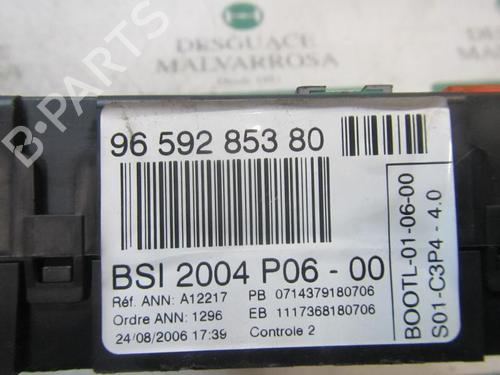 DESGUACE
MALVARROSA
B-PARTS
96 592 853 80
BSI 2004 P06 - 00
Réf. ANN: A12217 PB 0714379180706
Ordre ANN: 1296 EB 1117368180706
24/08/2006 17:39 Controle 2
BOOTL-01-06-00
S01-C3P4 - 4.0